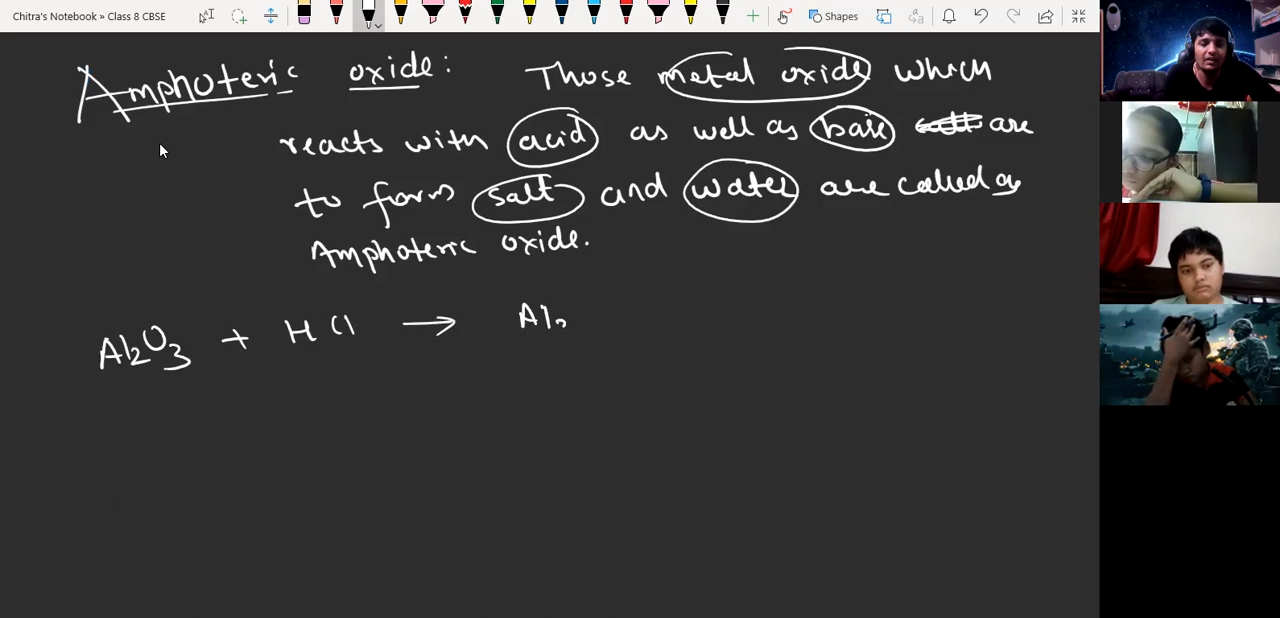 Chitra's Notebook » Class 8 CBSE
Shapes
Amphoteric oxide: Those metal oxide which
reacts with acid as well as base are
to form salt and water are called as
Amphoteric oxide.
Al2O3 + HCl → Al2